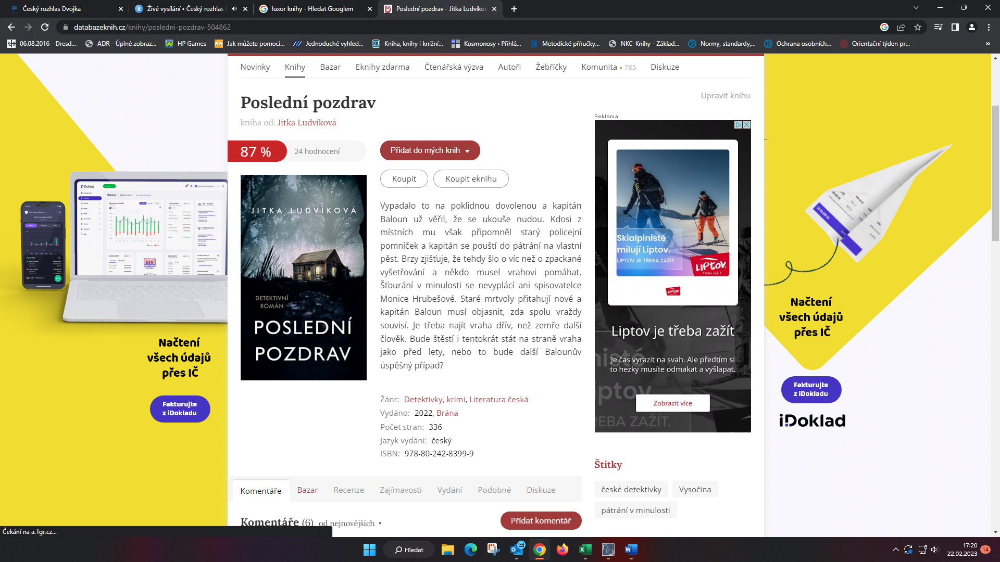 Český rozhlas Dvojka
Živé vysílání • Český rozhlas
luxor knihy - Hledat Googlem
Poslední pozdrav - Jitka Ludvíkov
databazeknih.cz/knihy/posledni-pozdrav-504862
06.08.2016 - Dresd...
ADR - Úplné zobraz...
HP Games
Jak můžete pomoci...
Jednoduché vyhled...
Kniha, knihy i knižní...
Kosmonosy › Přihlá...
Metodické příručky...
NKC-Knihy - Základ...
Normy, standardy,...
Ochrana osobních...
Orientační týden pr...
»
Novinky Knihy Bazar Eknihy zdarma Čtenářská výzva Autoři Žebříčky Komunita • 785 Diskuze
Upravit knihu
Poslední pozdrav
kniha od: Jitka Ludvíková
87 %
24 hodnocení
Přidat do mých knih
Koupit
Koupit eknihu
JITKA LUDVÍKOVÁ
DETEKTIVNÍ
ROMÁN
POSLEDNÍ
POZDRAV
Vypadalo to na poklidnou dovolenou a kapitán
Baloun už věřil, že se ukouše nudou. Kdosi z
místních mu však připomněl starý policejní
pomníček a kapitán se pouští do pátrání na vlastní
pěst. Brzy zjišťuje, že tehdy šlo o víc než o zpackané
vyšetřování a někdo musel vrahovi pomáhat.
Šťourání v minulosti se nevyplácí ani spisovatelce
Monice Hrubešové. Staré mrtvoly přitahují nové a
kapitán Baloun musí objasnit, zda spolu vraždy
souvisí. Je třeba najít vraha dřív, než zemře další
člověk. Bude štěstí i tentokrát stát na straně vraha
jako před lety, nebo to bude další Balounův
úspěšný případ?
Žánr: Detektivky, krimi, Literatura česká
Vydáno: 2022, Brána
Počet stran: 336
Jazyk vydání: český
ISBN: 978-80-242-8399-9
Komentáře Bazar Recenze Zajímavosti Vydání Podobné Diskuze
Komentáře (6) od nejnovějších
Přidat komentář
Reklama
Skialpinisté
milují Liptov.
LIPTOV JE TŘEBA ZAŽÍT.
LIPTOV
TŘEBA ZAŽÍT
LIPTOV
Liptov je třeba zažít
Je čas vyrazit na svah. Ale předtím si
to hezky musíte odmakat a vyšlapat.
Zobrazit více
Štítky
české detektivky
Vysočina
pátrání v minulosti
iDoklad
Načtení
všech údajů
přes IČ
Fakturujte
z iDokladu
Načtení
všech údajů
přes IČ
Fakturujte
z iDokladu
iDoklad
Čekání na a.1gr.cz...
Hledat
17:20
22.02.2023
14